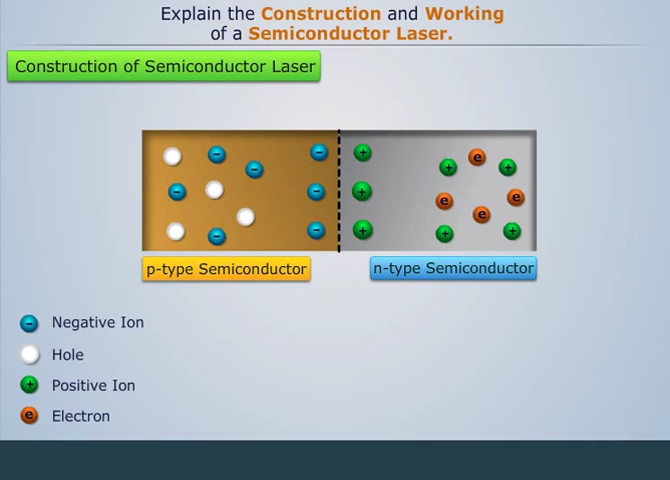 Explain the Construction and Working
of a Semiconductor Laser.
Construction of Semiconductor Laser
− − −
+ e
− + +
− − + e e
e
−
− − + + +
p-type Semiconductor n-type Semiconductor
− Negative Ion
Hole
+ Positive Ion
e Electron